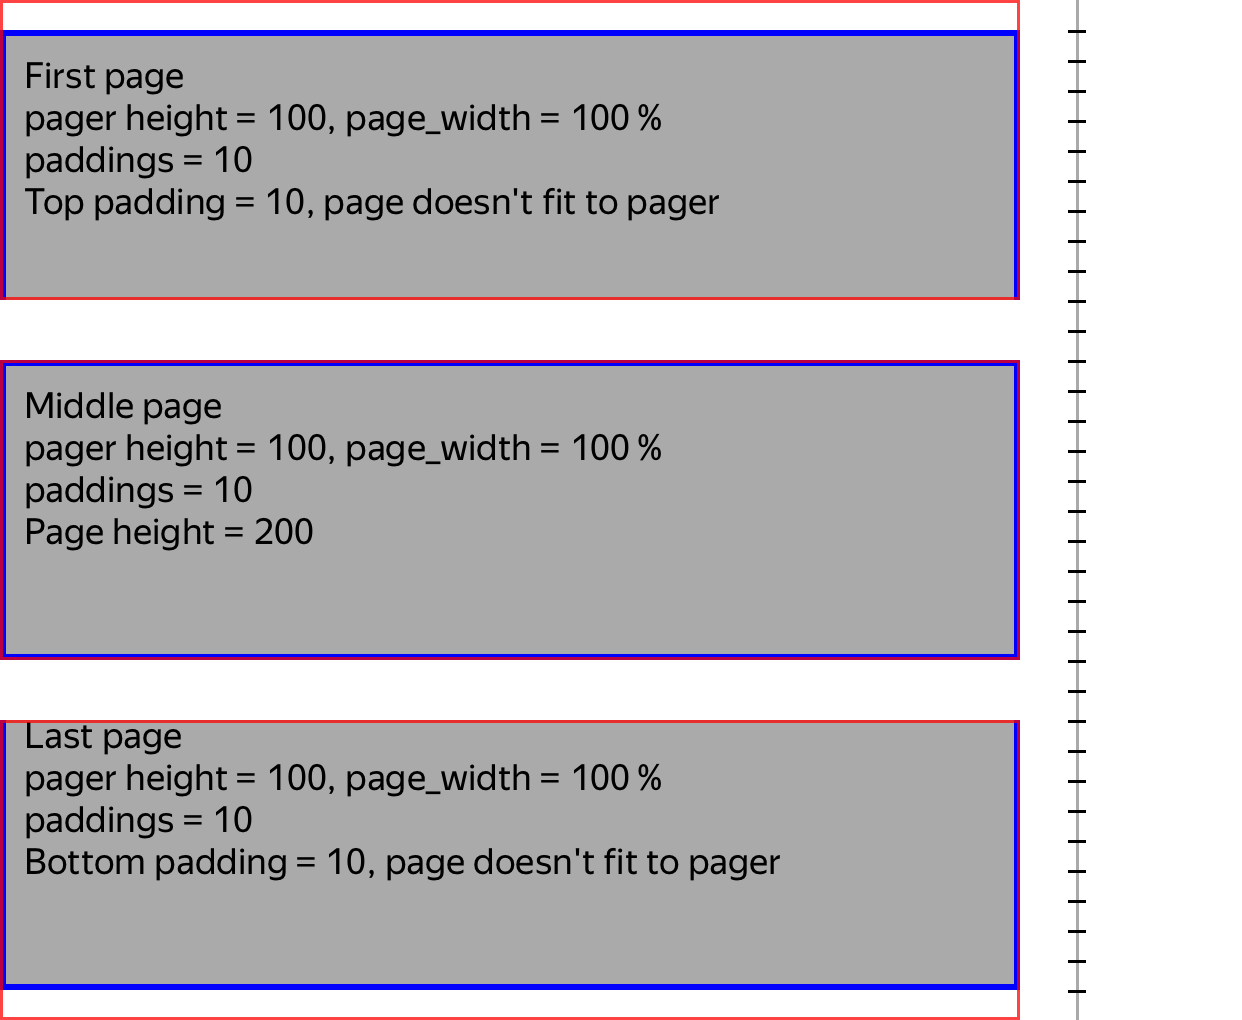 First page
pager height = 100, page_width = 100 %
paddings = 10
Top padding = 10, page doesn't fit to pager
Middle page
pager height = 100, page_width = 100 %
paddings = 10
Page height = 200
Last page
pager height = 100, page_width = 100 %
paddings = 10
Bottom padding = 10, page doesn't fit to pager